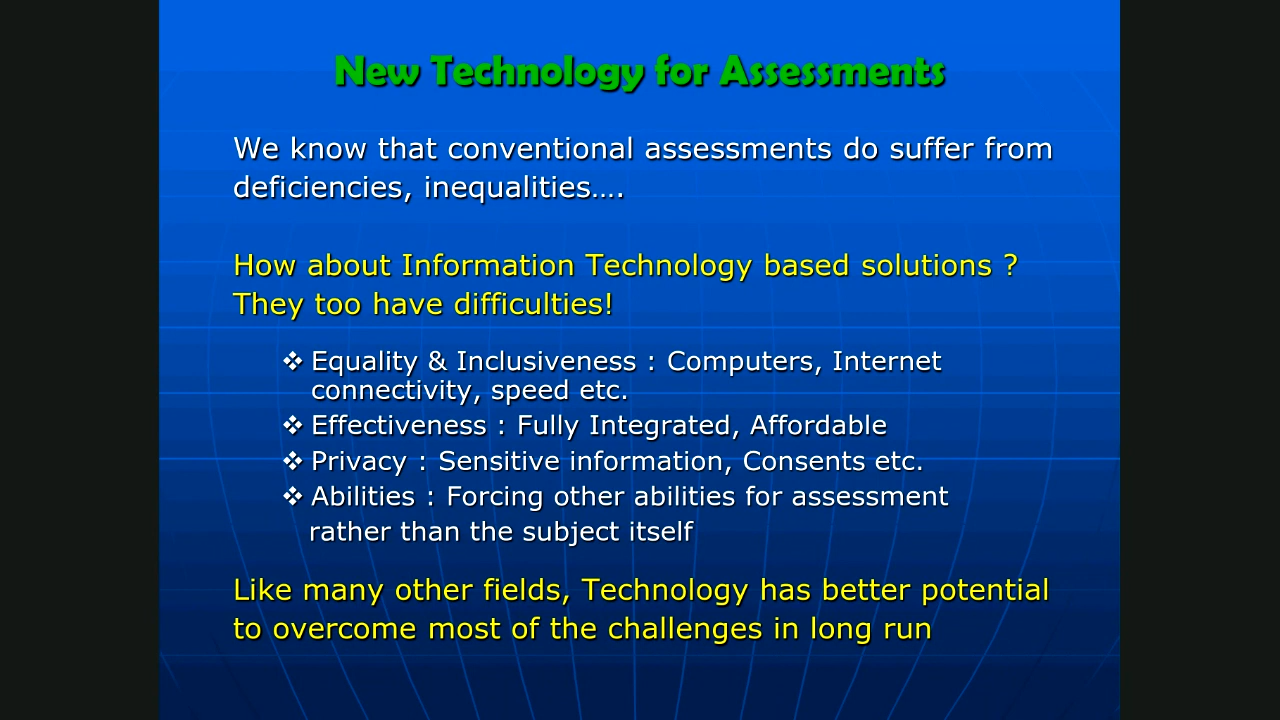 New Technology for Assessments
We know that conventional assessments do suffer from
deficiencies, inequalities….
How about Information Technology based solutions ?
They too have difficulties!
❖ Equality & Inclusiveness : Computers, Internet
connectivity, speed etc.
❖ Effectiveness : Fully Integrated, Affordable
❖ Privacy : Sensitive information, Consents etc.
❖ Abilities : Forcing other abilities for assessment
rather than the subject itself
Like many other fields, Technology has better potential
to overcome most of the challenges in long run